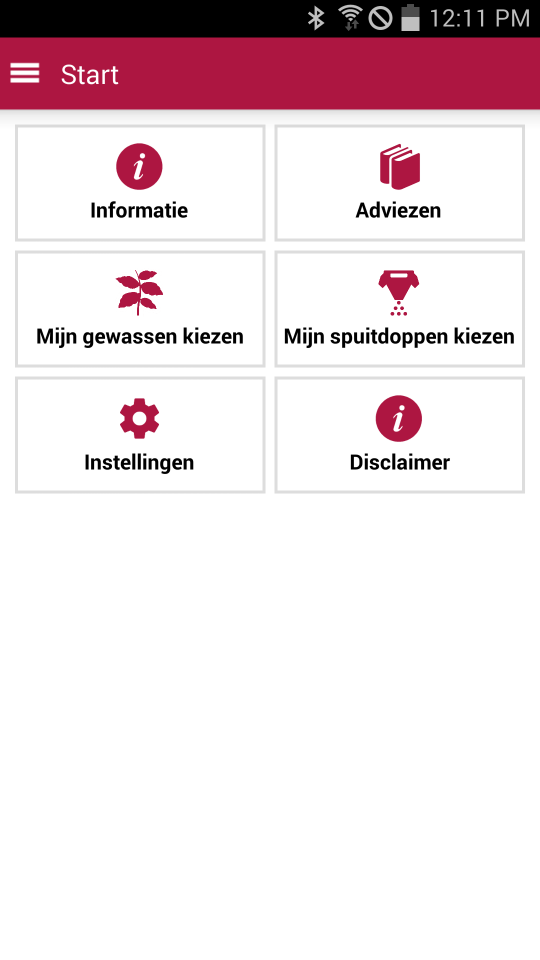 12:11 PM
Start
Informatie
Adviezen
Mijn gewassen kiezen
Mijn spuitdoppen kiezen
Instellingen
Disclaimer